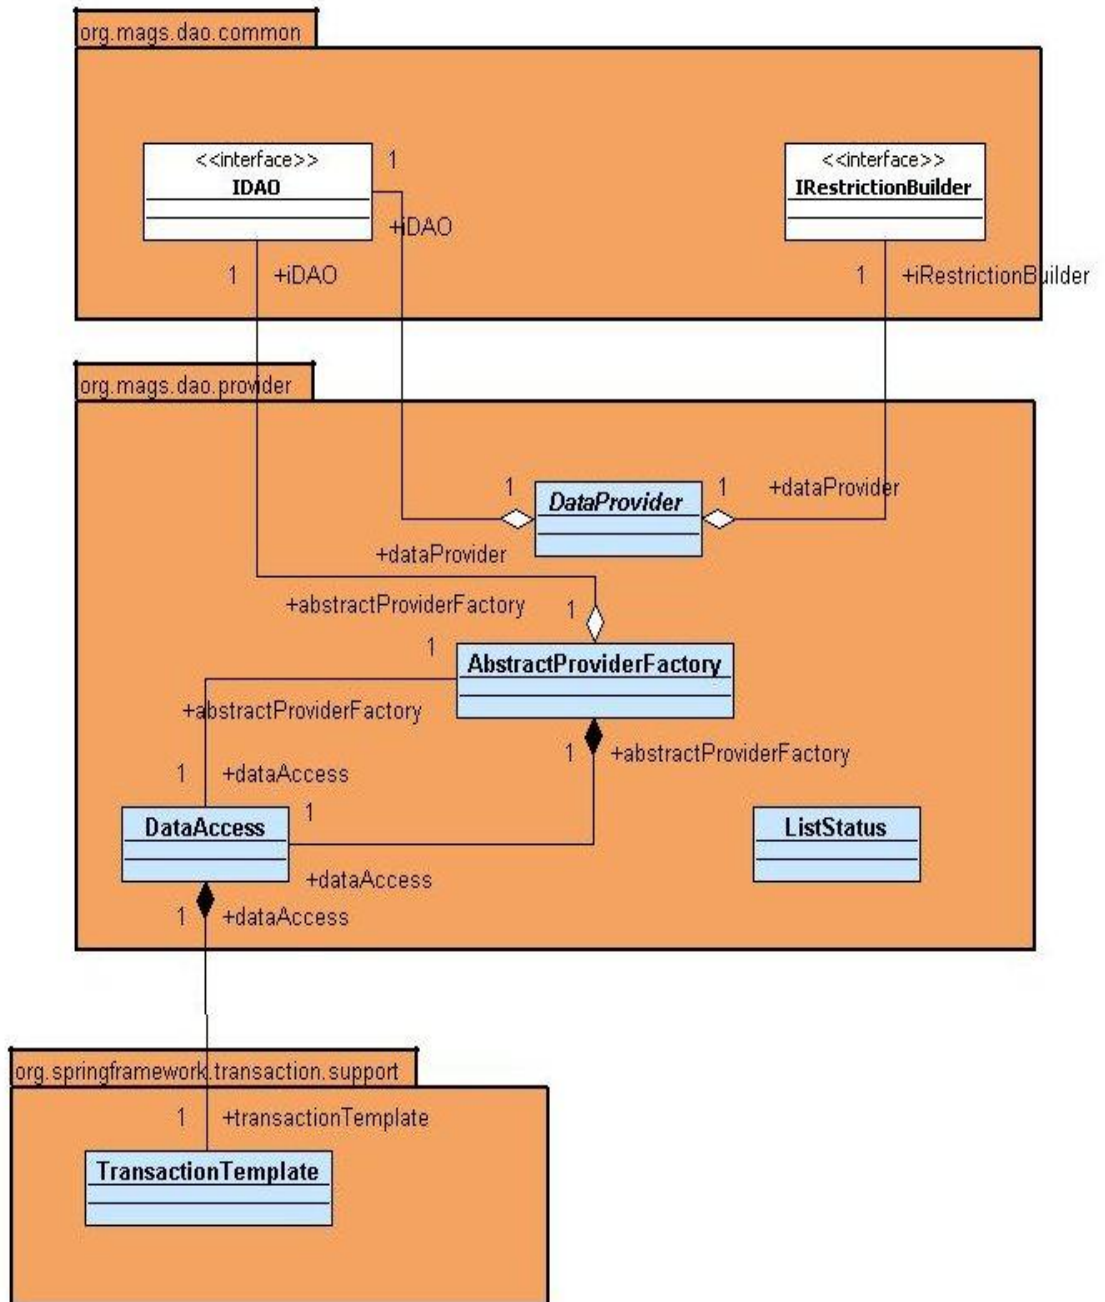 org.mags.dao.common
<<interface>>
IDAO
1
+iDAO
1
+iDAO
<<interface>>
IRestrictionBuilder
1
+iRestrictionBuilder
org.mags.dao.provider
1
DataProvider
1
+dataProvider
+dataProvider
+abstractProviderFactory
1
1
AbstractProviderFactory
+abstractProviderFactory
1
+abstractProviderFactory
1
+dataAccess
DataAccess
1
+dataAccess
1
+dataAccess
ListStatus
org.springframework.transaction.support
1
+transactionTemplate
TransactionTemplate